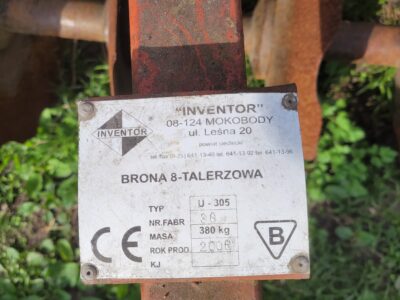 "INVENTOR"
08-124 MOKOBODY
ul. Leśna 20
INVENTOR
BRONA 8-TALERZOWA
TYP U - 305
NR.FABR
MASA 380 kg
ROK PROD. 2008
KJ
CE
B